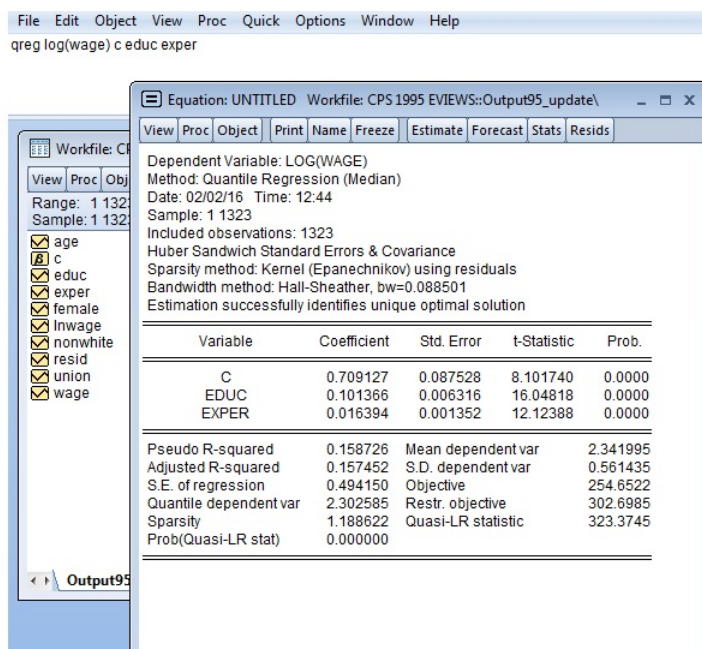 File Edit Object View Proc Quick Options Window Help
qreg log(wage) c educ exper
Equation: UNTITLED Workfile: CPS 1995 EVIEWS::Output95_update\
View Proc Object Print Name Freeze Estimate Forecast Stats Resids
Workfile:
View Proc
Range: 1
Sample: 1
age
c
educ
exper
female
lnwage
nonwhite
resid
union
wage
Output95
Dependent Variable: LOG(WAGE)
Method: Quantile Regression (Median)
Date: 02/02/16 Time: 12:44
Sample: 1 1323
Included observations: 1323
Huber Sandwich Standard Errors & Covariance
Sparsity method: Kernel (Epanechnikov) using residuals
Bandwidth method: Hall-Sheather, bw=0.088501
Estimation successfully identifies unique optimal solution
Variable Coefficient Std. Error t-Statistic Prob.
C 0.709127 0.087528 8.101740 0.0000
EDUC 0.101366 0.006316 16.04818 0.0000
EXPER 0.016394 0.001352 12.12388 0.0000
Pseudo R-squared 0.158726 Mean dependent var 2.341995
Adjusted R-squared 0.157452 S.D. dependent var 0.561435
S.E. of regression 0.494150 Objective 254.6522
Quantile dependent var 2.302585 Restr. objective 302.6985
Sparsity 1.188622 Quasi-LR statistic 323.3745
Prob(Quasi-LR stat) 0.000000